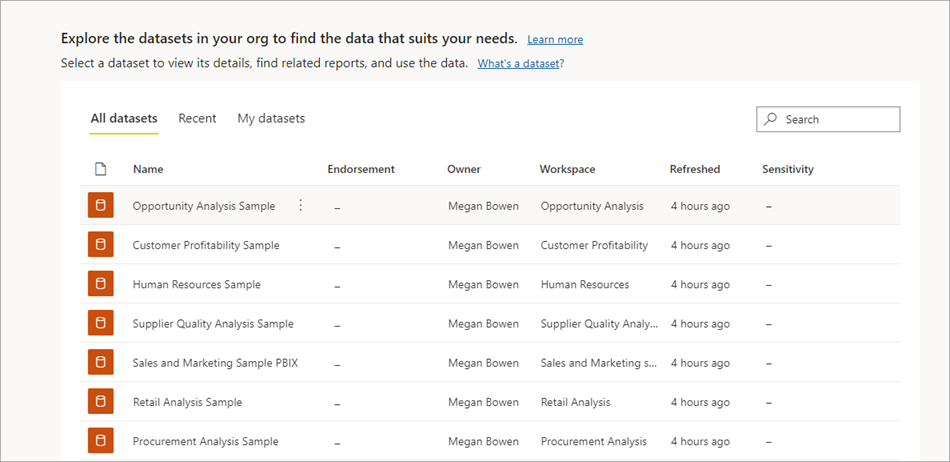 Explore the datasets in your org to find the data that suits your needs. Learn more
Select a dataset to view its details, find related reports, and use the data. What's a dataset?
All datasets Recent My datasets Search
Name Endorsement Owner Workspace Refreshed Sensitivity
Opportunity Analysis Sample – Megan Bowen Opportunity Analysis 4 hours ago –
Customer Profitability Sample – Megan Bowen Customer Profitability 4 hours ago –
Human Resources Sample – Megan Bowen Human Resources 4 hours ago –
Supplier Quality Analysis Sample – Megan Bowen Supplier Quality Analy... 4 hours ago –
Sales and Marketing Sample PBIX – Megan Bowen Sales and Marketing s... 4 hours ago –
Retail Analysis Sample – Megan Bowen Retail Analysis 4 hours ago –
Procurement Analysis Sample – Megan Bowen Procurement Analysis 4 hours ago –